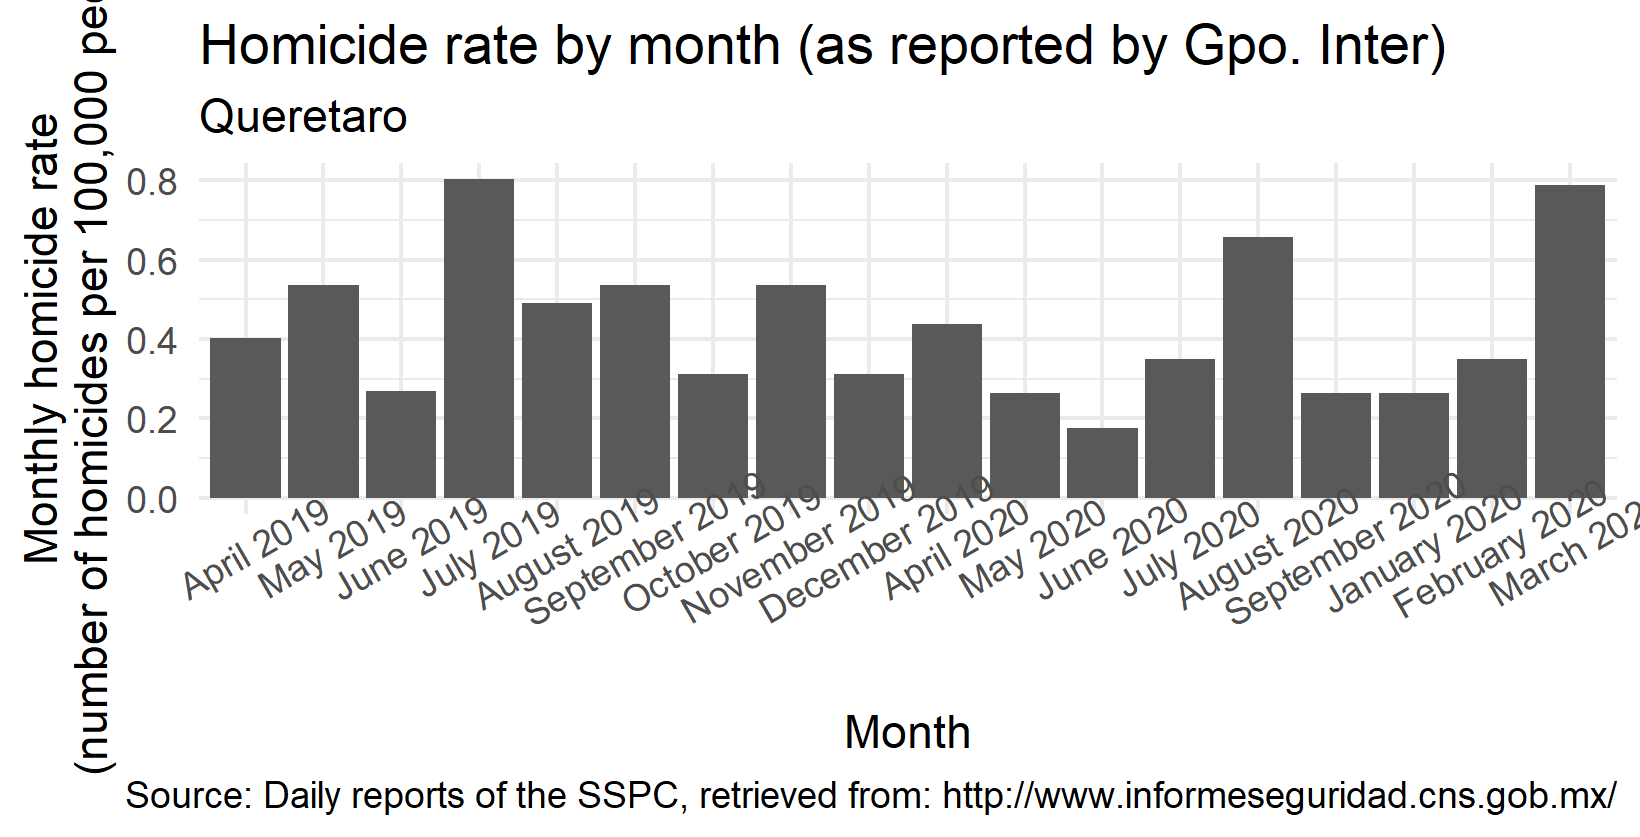 Homicide rate by month (as reported by Gpo. Inter)
Queretaro
Monthly homicide rate
(number of homicides per 100,000
0.8
0.6
0.4
0.2
0.0
April 2019
May 2019
June 2019
July 2019
August 2019
September 2019
October 2019
November 2019
December 2019
April 2020
May 2020
June 2020
July 2020
August 2020
September 2020
January 2020
February 2020
March 202
Month
Source: Daily reports of the SSPC, retrieved from: http://www.informeseguridad.cns.gob.mx/